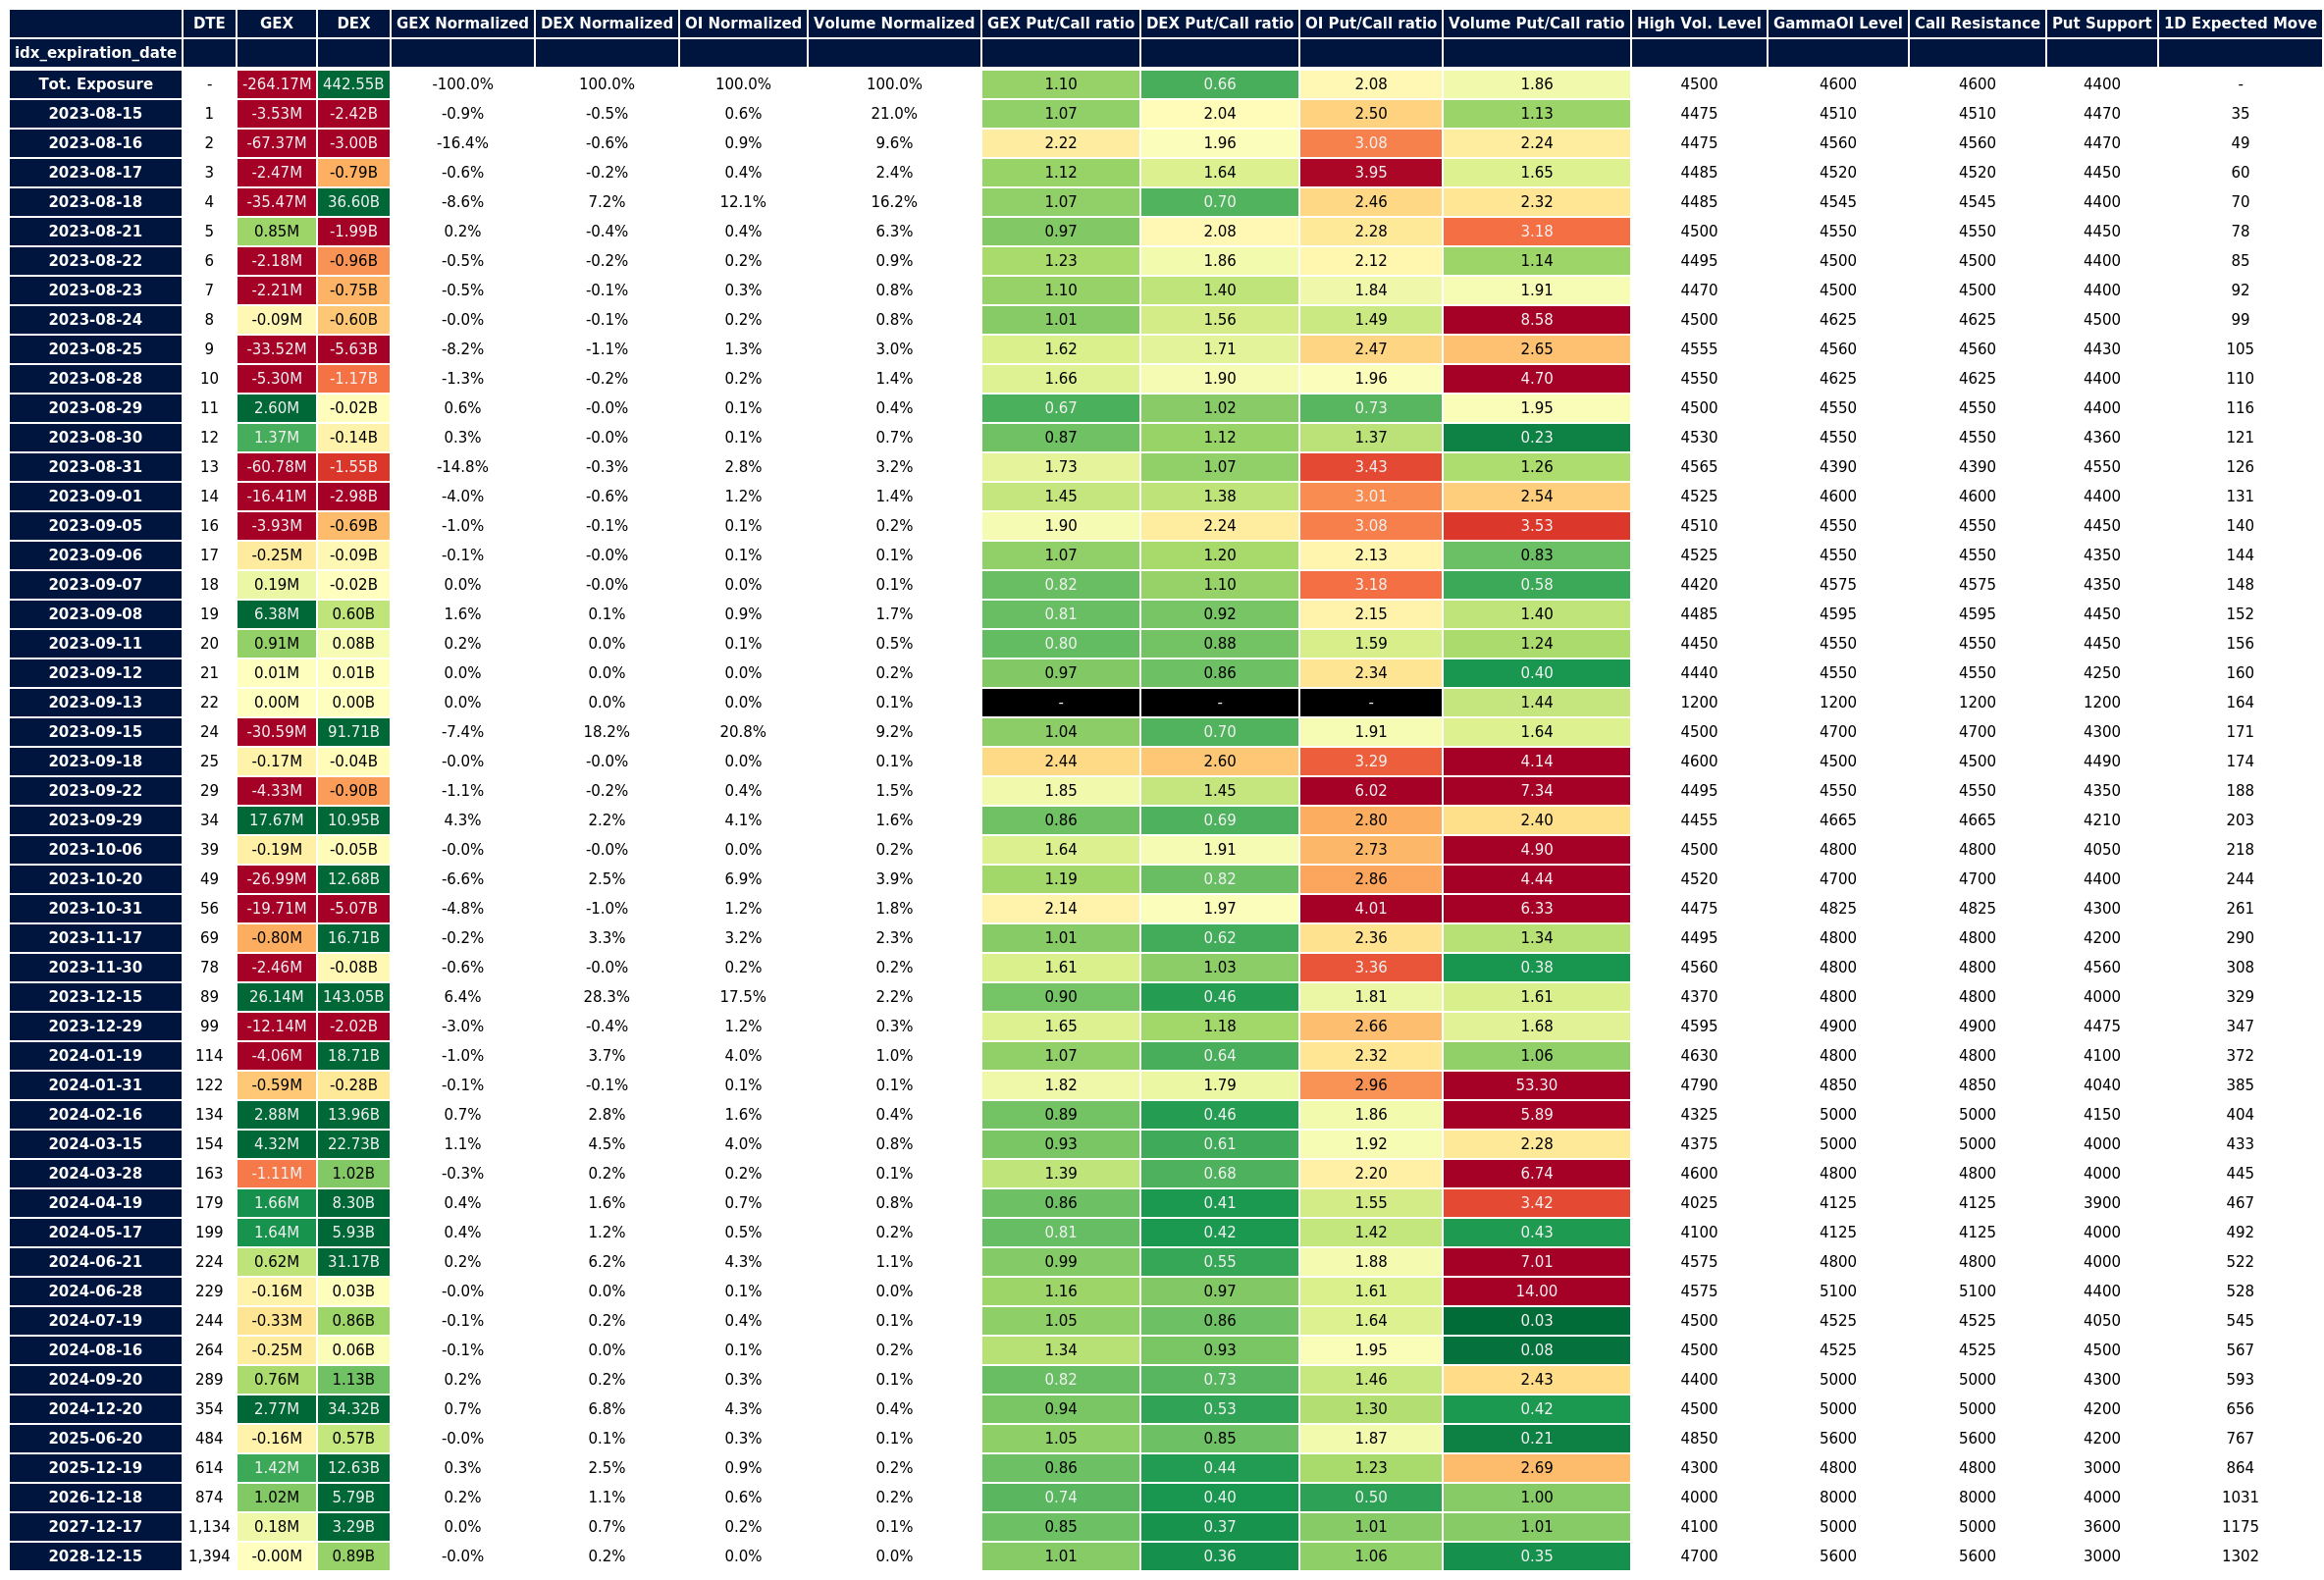 DTE GEX DEX GEX Normalized DEX Normalized OI Normalized Volume Normalized GEX Put/Call ratio DEX Put/Call ratio OI Put/Call ratio Volume Put/Call ratio High Vol. Level GammaOI Level Call Resistance Put Support 1D Expected Move
idx_expiration_date
Tot. Exposure - -264.17M 442.55B -100.0% 100.0% 100.0% 100.0% 1.10 0.66 2.08 1.86 4500 4600 4600 4400 -
2023-08-15 1 -3.53M -2.42B -0.9% -0.5% 0.6% 21.0% 1.07 2.04 2.50 1.13 4475 4510 4510 4470 35
2023-08-16 2 -67.37M -3.00B -16.4% -0.6% 0.9% 9.6% 2.22 1.96 3.08 2.24 4475 4560 4560 4470 49
2023-08-17 3 -2.47M -0.79B -0.6% -0.2% 0.4% 2.4% 1.12 1.64 3.95 1.65 4485 4520 4520 4450 60
2023-08-18 4 -35.47M 36.60B -8.6% 7.2% 12.1% 16.2% 1.07 0.70 2.46 2.32 4485 4545 4545 4400 70
2023-08-21 5 0.85M -1.99B 0.2% -0.4% 0.4% 6.3% 0.97 2.08 2.28 3.18 4500 4550 4550 4450 78
2023-08-22 6 -2.18M -0.96B -0.5% -0.2% 0.2% 0.9% 1.23 1.86 2.12 1.14 4495 4500 4500 4400 85
2023-08-23 7 -2.21M -0.75B -0.5% -0.1% 0.3% 0.8% 1.10 1.40 1.84 1.91 4470 4500 4500 4400 92
2023-08-24 8 -0.09M -0.60B -0.0% -0.1% 0.2% 0.8% 1.01 1.56 1.49 8.58 4500 4625 4625 4500 99
2023-08-25 9 -33.52M -5.63B -8.2% -1.1% 1.3% 3.0% 1.62 1.71 2.47 2.65 4555 4560 4560 4430 105
2023-08-28 10 -5.30M -1.17B -1.3% -0.2% 0.2% 1.4% 1.66 1.90 1.96 4.70 4550 4625 4625 4400 110
2023-08-29 11 2.60M -0.02B 0.6% -0.0% 0.1% 0.4% 0.67 1.02 0.73 1.95 4500 4550 4550 4400 116
2023-08-30 12 1.37M -0.14B 0.3% -0.0% 0.1% 0.7% 0.87 1.12 1.37 0.23 4530 4550 4550 4360 121
2023-08-31 13 -60.78M -1.55B -14.8% -0.3% 2.8% 3.2% 1.73 1.07 3.43 1.26 4565 4390 4390 4550 126
2023-09-01 14 -16.41M -2.98B -4.0% -0.6% 1.2% 1.4% 1.45 1.38 3.01 2.54 4525 4600 4600 4400 131
2023-09-05 16 -3.93M -0.69B -1.0% -0.1% 0.1% 0.2% 1.90 2.24 3.08 3.53 4510 4550 4550 4450 140
2023-09-06 17 -0.25M -0.09B -0.1% -0.0% 0.1% 0.1% 1.07 1.20 2.13 0.83 4525 4550 4550 4350 144
2023-09-07 18 0.19M -0.02B 0.0% -0.0% 0.0% 0.1% 0.82 1.10 3.18 0.58 4420 4575 4575 4350 148
2023-09-08 19 6.38M 0.60B 1.6% 0.1% 0.9% 1.7% 0.81 0.92 2.15 1.40 4485 4595 4595 4450 152
2023-09-11 20 0.91M 0.08B 0.2% 0.0% 0.1% 0.5% 0.80 0.88 1.59 1.24 4450 4550 4550 4450 156
2023-09-12 21 0.01M 0.01B 0.0% 0.0% 0.0% 0.2% 0.97 0.86 2.34 0.40 4440 4550 4550 4250 160
2023-09-13 22 0.00M 0.00B 0.0% 0.0% 0.0% 0.1% - - - 1.44 1200 1200 1200 1200 164
2023-09-15 24 -30.59M 91.71B -7.4% 18.2% 20.8% 9.2% 1.04 0.70 1.91 1.64 4500 4700 4700 4300 171
2023-09-18 25 -0.17M -0.04B -0.0% -0.0% 0.0% 0.1% 2.44 2.60 3.29 4.14 4600 4500 4500 4490 174
2023-09-22 29 -4.33M -0.90B -1.1% -0.2% 0.4% 1.5% 1.85 1.45 6.02 7.34 4495 4550 4550 4350 188
2023-09-29 34 17.67M 10.95B 4.3% 2.2% 4.1% 1.6% 0.86 0.69 2.80 2.40 4455 4665 4665 4210 203
2023-10-06 39 -0.19M -0.05B -0.0% -0.0% 0.0% 0.2% 1.64 1.91 2.73 4.90 4500 4800 4800 4050 218
2023-10-20 49 -26.99M 12.68B -6.6% 2.5% 6.9% 3.9% 1.19 0.82 2.86 4.44 4520 4700 4700 4400 244
2023-10-31 56 -19.71M -5.07B -4.8% -1.0% 1.2% 1.8% 2.14 1.97 4.01 6.33 4475 4825 4825 4300 261
2023-11-17 69 -0.80M 16.71B -0.2% 3.3% 3.2% 2.3% 1.01 0.62 2.36 1.34 4495 4800 4800 4200 290
2023-11-30 78 -2.46M -0.08B -0.6% -0.0% 0.2% 0.2% 1.61 1.03 3.36 0.38 4560 4800 4800 4560 308
2023-12-15 89 26.14M 143.05B 6.4% 28.3% 17.5% 2.2% 0.90 0.46 1.81 1.61 4370 4800 4800 4000 329
2023-12-29 99 -12.14M -2.02B -3.0% -0.4% 1.2% 0.3% 1.65 1.18 2.66 1.68 4595 4900 4900 4475 347
2024-01-19 114 -4.06M 18.71B -1.0% 3.7% 4.0% 1.0% 1.07 0.64 2.32 1.06 4630 4800 4800 4100 372
2024-01-31 122 -0.59M -0.28B -0.1% -0.1% 0.1% 0.1% 1.82 1.79 2.96 53.30 4790 4850 4850 4040 385
2024-02-16 134 2.88M 13.96B 0.7% 2.8% 1.6% 0.4% 0.89 0.46 1.86 5.89 4325 5000 5000 4150 404
2024-03-15 154 4.32M 22.73B 1.1% 4.5% 4.0% 0.8% 0.93 0.61 1.92 2.28 4375 5000 5000 4000 433
2024-03-28 163 -1.11M 1.02B -0.3% 0.2% 0.2% 0.1% 1.39 0.68 2.20 6.74 4600 4800 4800 4000 445
2024-04-19 179 1.66M 8.30B 0.4% 1.6% 0.7% 0.8% 0.86 0.41 1.55 3.42 4025 4125 4125 3900 467
2024-05-17 199 1.64M 5.93B 0.4% 1.2% 0.5% 0.2% 0.81 0.42 1.42 0.43 4100 4125 4125 4000 492
2024-06-21 224 0.62M 31.17B 0.2% 6.2% 4.3% 1.1% 0.99 0.55 1.88 7.01 4575 4800 4800 4000 522
2024-06-28 229 -0.16M 0.03B -0.0% 0.0% 0.1% 0.0% 1.16 0.97 1.61 14.00 4575 5100 5100 4400 528
2024-07-19 244 -0.33M 0.86B -0.1% 0.2% 0.4% 0.1% 1.05 0.86 1.64 0.03 4500 4525 4525 4050 545
2024-08-16 264 -0.25M 0.06B -0.1% 0.0% 0.1% 0.2% 1.34 0.93 1.95 0.08 4500 4525 4525 4500 567
2024-09-20 289 0.76M 1.13B 0.2% 0.2% 0.3% 0.1% 0.82 0.73 1.46 2.43 4400 5000 5000 4300 593
2024-12-20 354 2.77M 34.32B 0.7% 6.8% 4.3% 0.4% 0.94 0.53 1.30 0.42 4500 5000 5000 4200 656
2025-06-20 484 -0.16M 0.57B -0.0% 0.1% 0.3% 0.1% 1.05 0.85 1.87 0.21 4850 5600 5600 4200 767
2025-12-19 614 1.42M 12.63B 0.3% 2.5% 0.9% 0.2% 0.86 0.44 1.23 2.69 4300 4800 4800 3000 864
2026-12-18 874 1.02M 5.79B 0.2% 1.1% 0.6% 0.2% 0.74 0.40 0.50 1.00 4000 8000 8000 4000 1031
2027-12-17 1,134 0.18M 3.29B 0.0% 0.7% 0.2% 0.1% 0.85 0.37 1.01 1.01 4100 5000 5000 3600 1175
2028-12-15 1,394 -0.00M 0.89B -0.0% 0.2% 0.0% 0.0% 1.01 0.36 1.06 0.35 4700 5600 5600 3000 1302